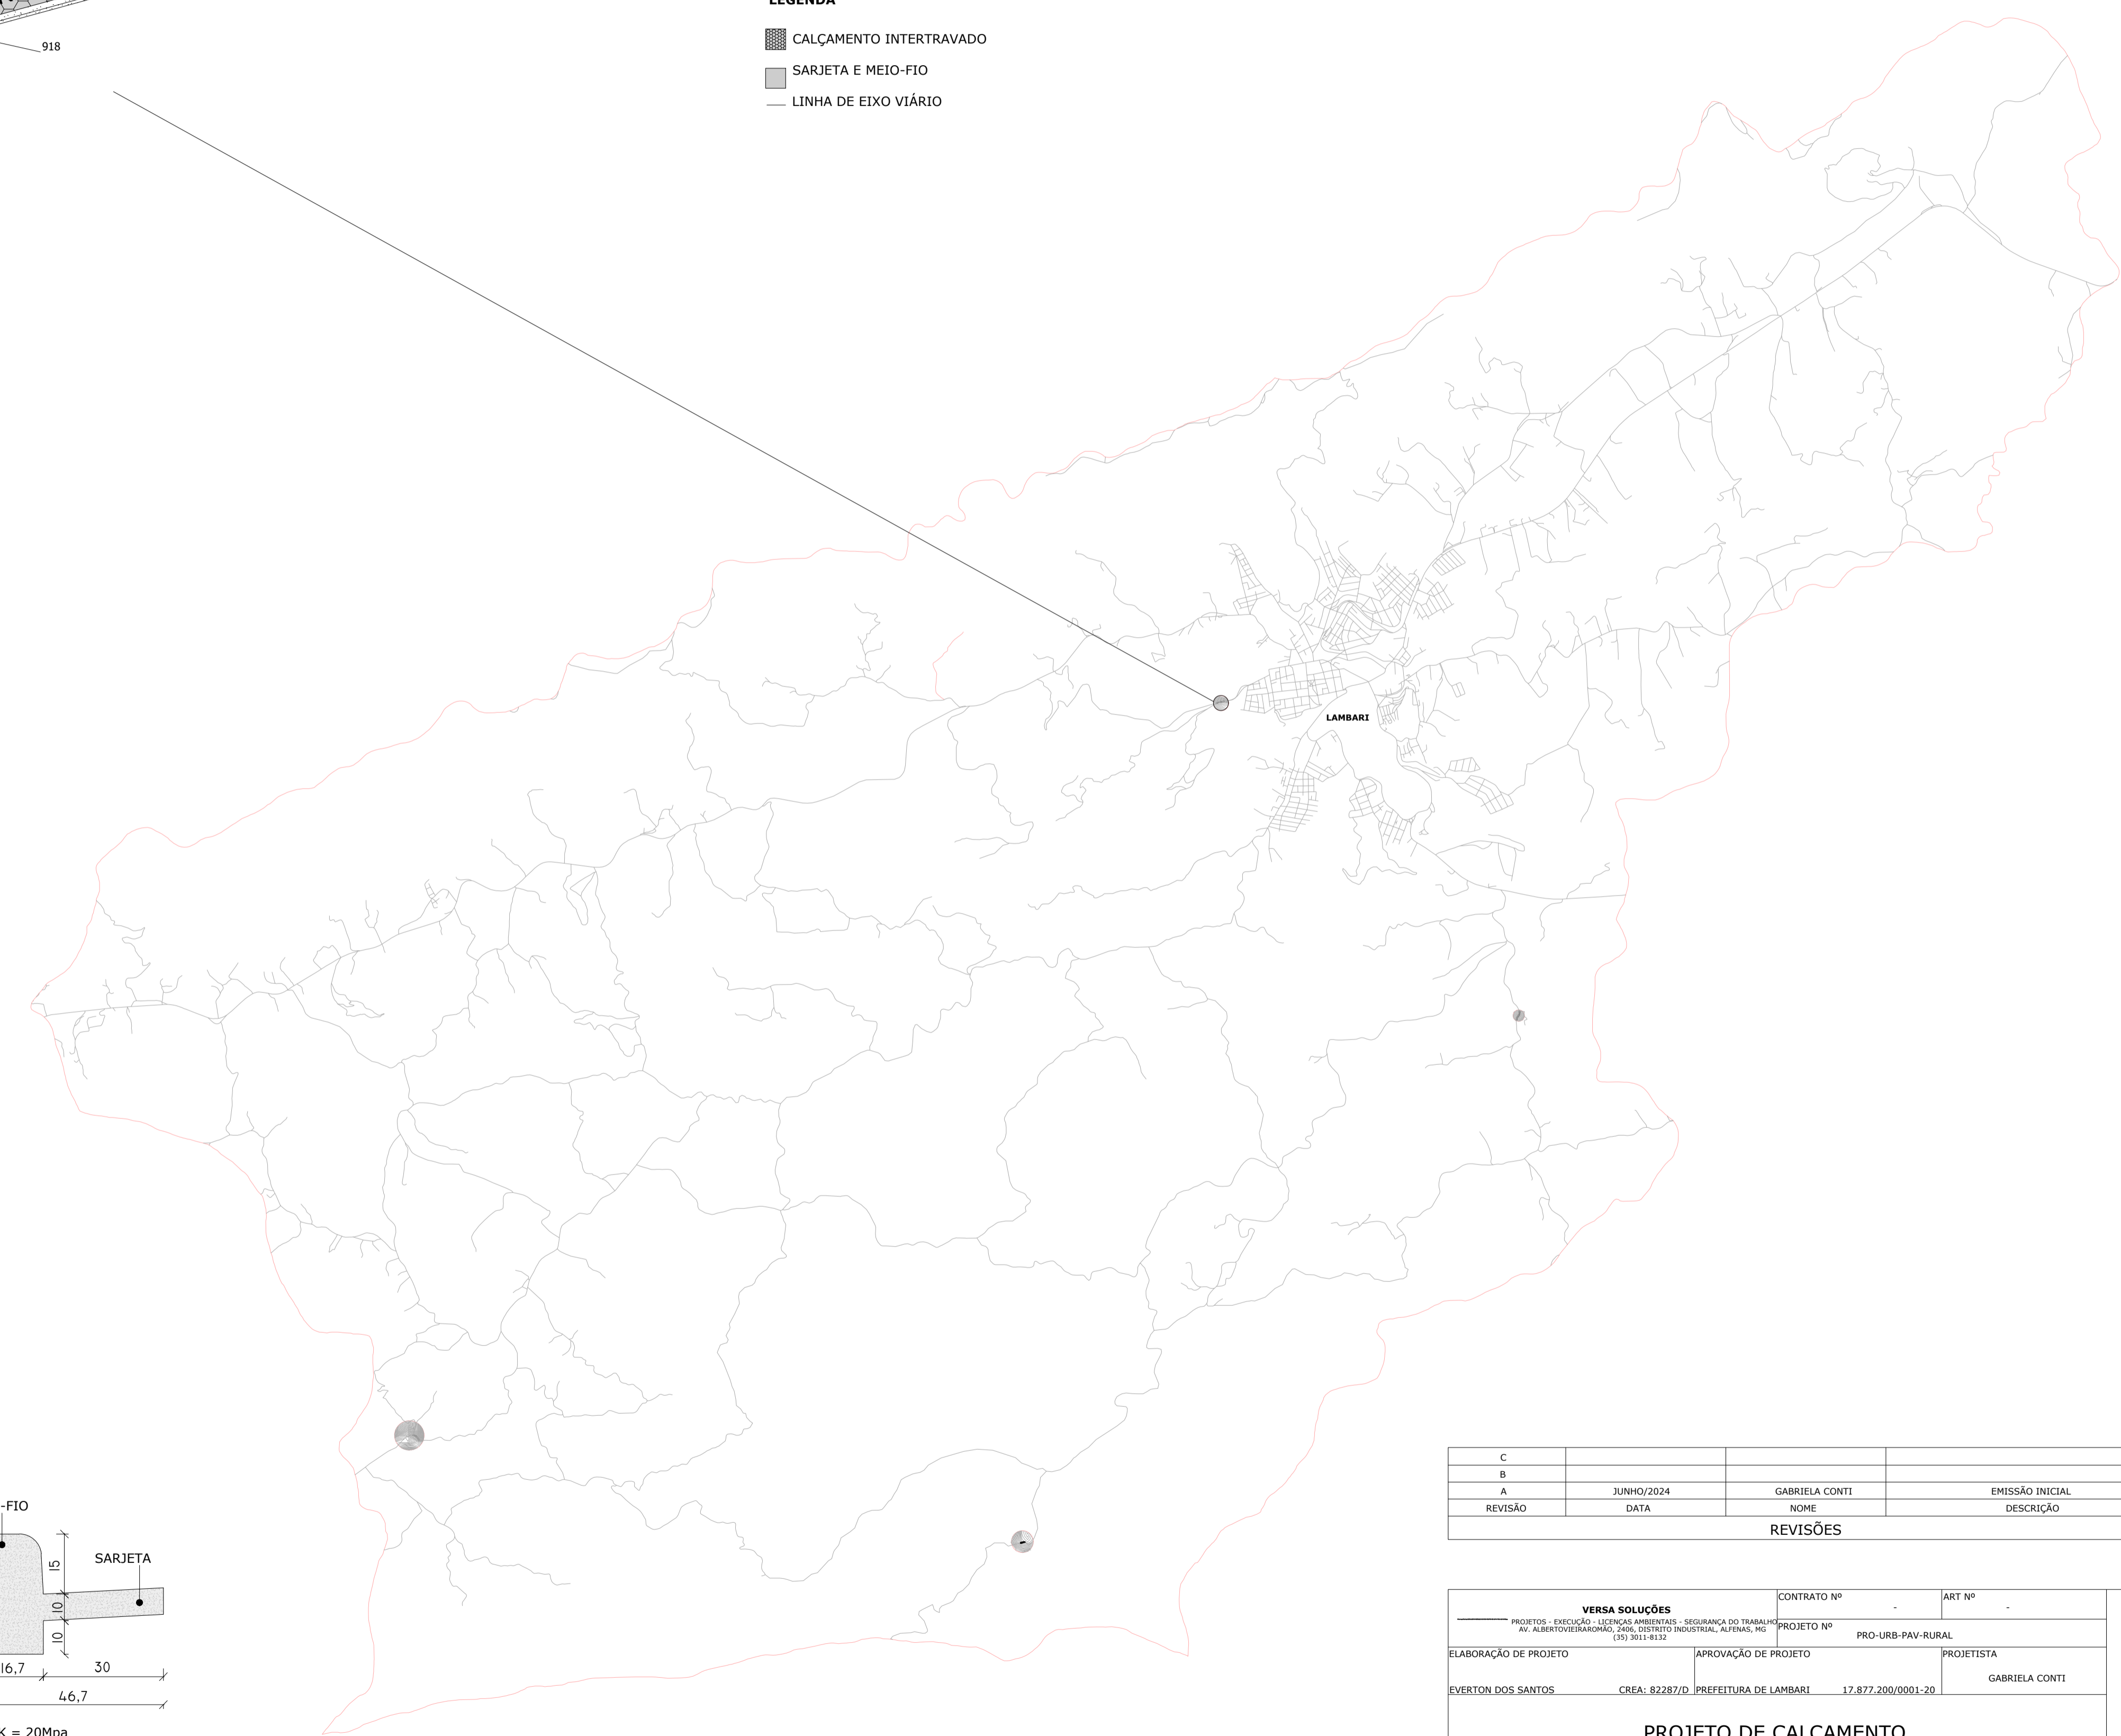 LEGENDA
918
CALÇAMENTO INTERTRAVADO
SARJETA E MEIO-FIO
LINHA DE EIXO VIÁRIO
LAMBARI
-FIO
15
SARJETA
10
10
16,7
30
46,7
K = 20Mpa
C
B
A JUNHO/2024 GABRIELA CONTI EMISSÃO INICIAL
REVISÃO DATA NOME DESCRIÇÃO
REVISÕES
VERSA SOLUÇÕES
PROJETOS - EXECUÇÃO - LICENÇAS AMBIENTAIS - SEGURANÇA DO TRABALHO
AV. ALBERTOVIEIRAROMÃO, 2406, DISTRITO INDUSTRIAL, ALFENAS, MG
(35) 3011-8132
CONTRATO Nº
-
ART Nº
-
PROJETO Nº
PRO-URB-PAV-RURAL
ELABORAÇÃO DE PROJETO
EVERTON DOS SANTOS CREA: 82287/D
APROVAÇÃO DE PROJETO
PREFEITURA DE LAMBARI 17.877.200/0001-20
PROJETISTA
GABRIELA CONTI
PROJETO DE CALÇAMENTO